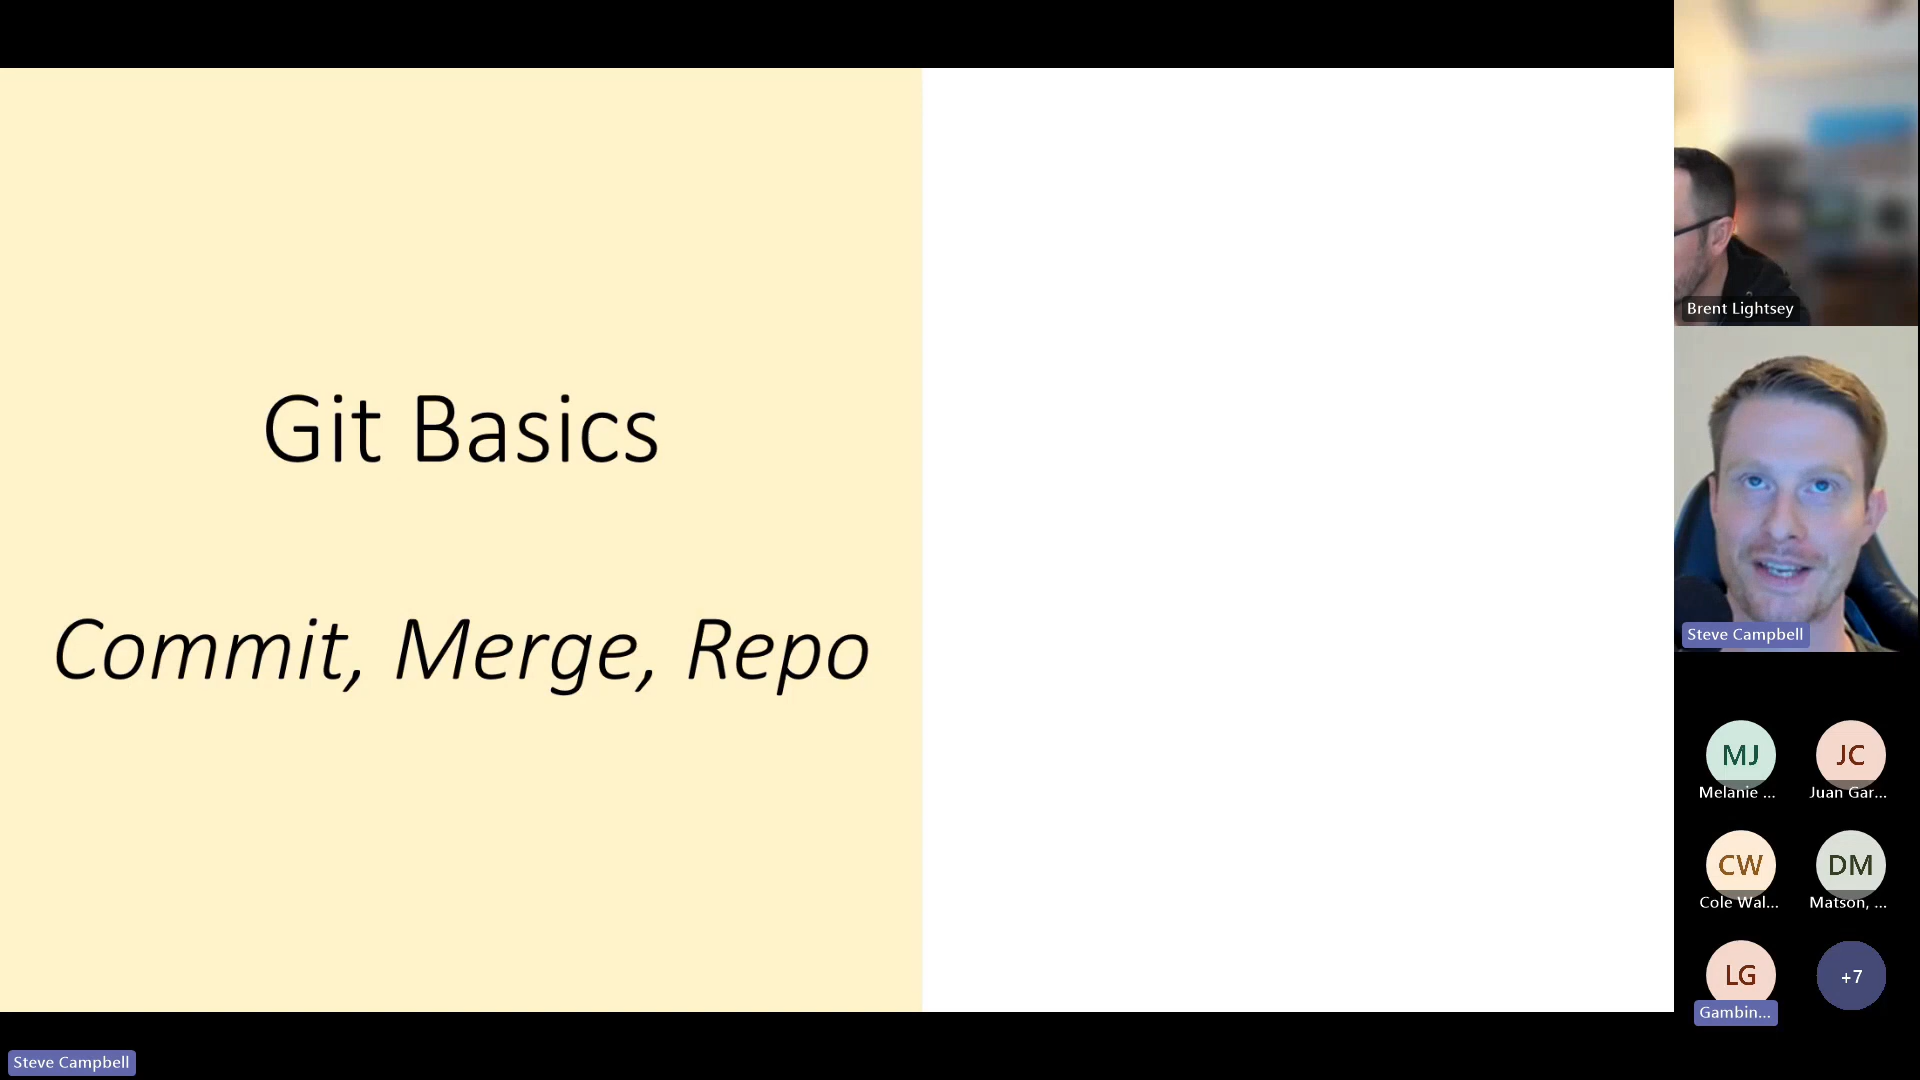 Git Basics
Commit, Merge, Repo
Brent Lightsey
Steve Campbell
MJ
JC
Melanie ...
Juan Gar...
CW
DM
Cole Wal...
Matson, ...
LG
+7
Gambin...
Steve Campbell